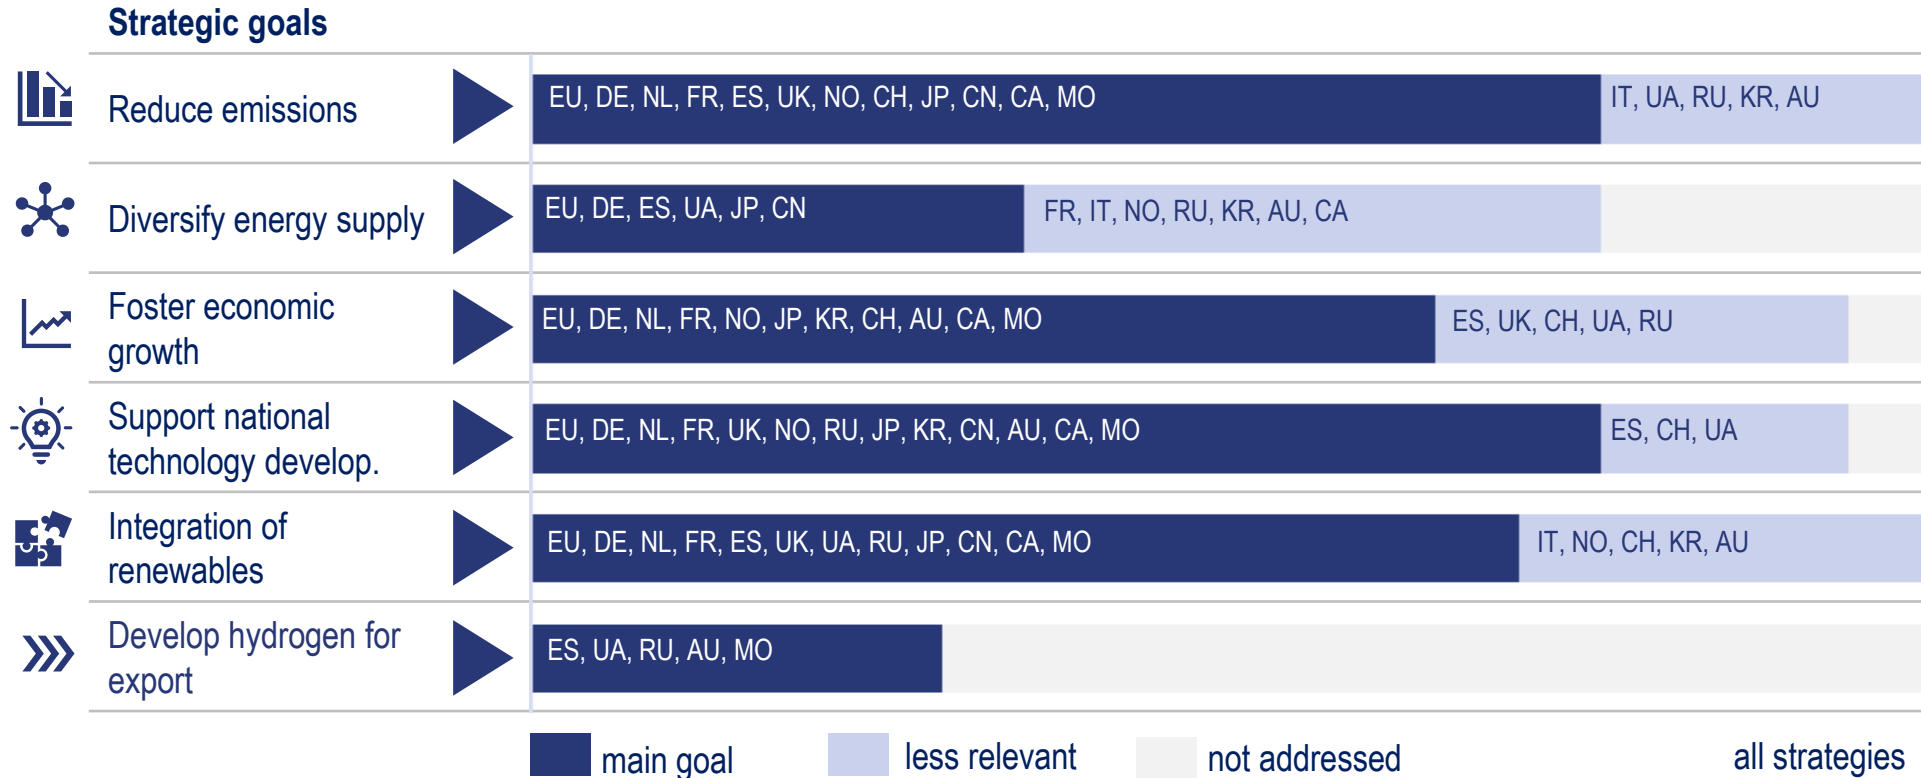 Strategic goals
Reduce emissions
EU, DE, NL, FR, ES, UK, NO, CH, JP, CN, CA, MO
IT, UA, RU, KR, AU
Diversify energy supply
EU, DE, ES, UA, JP, CN
FR, IT, NO, RU, KR, AU, CA
Foster economic
growth
EU, DE, NL, FR, NO, JP, KR, CH, AU, CA, MO
ES, UK, CH, UA, RU
Support national
technology develop.
EU, DE, NL, FR, UK, NO, RU, JP, KR, CN, AU, CA, MO
ES, CH, UA
Integration of
renewables
EU, DE, NL, FR, ES, UK, UA, RU, JP, CN, CA, MO
IT, NO, CH, KR, AU
Develop hydrogen for
export
ES, UA, RU, AU, MO
main goal
less relevant
not addressed
all strategies